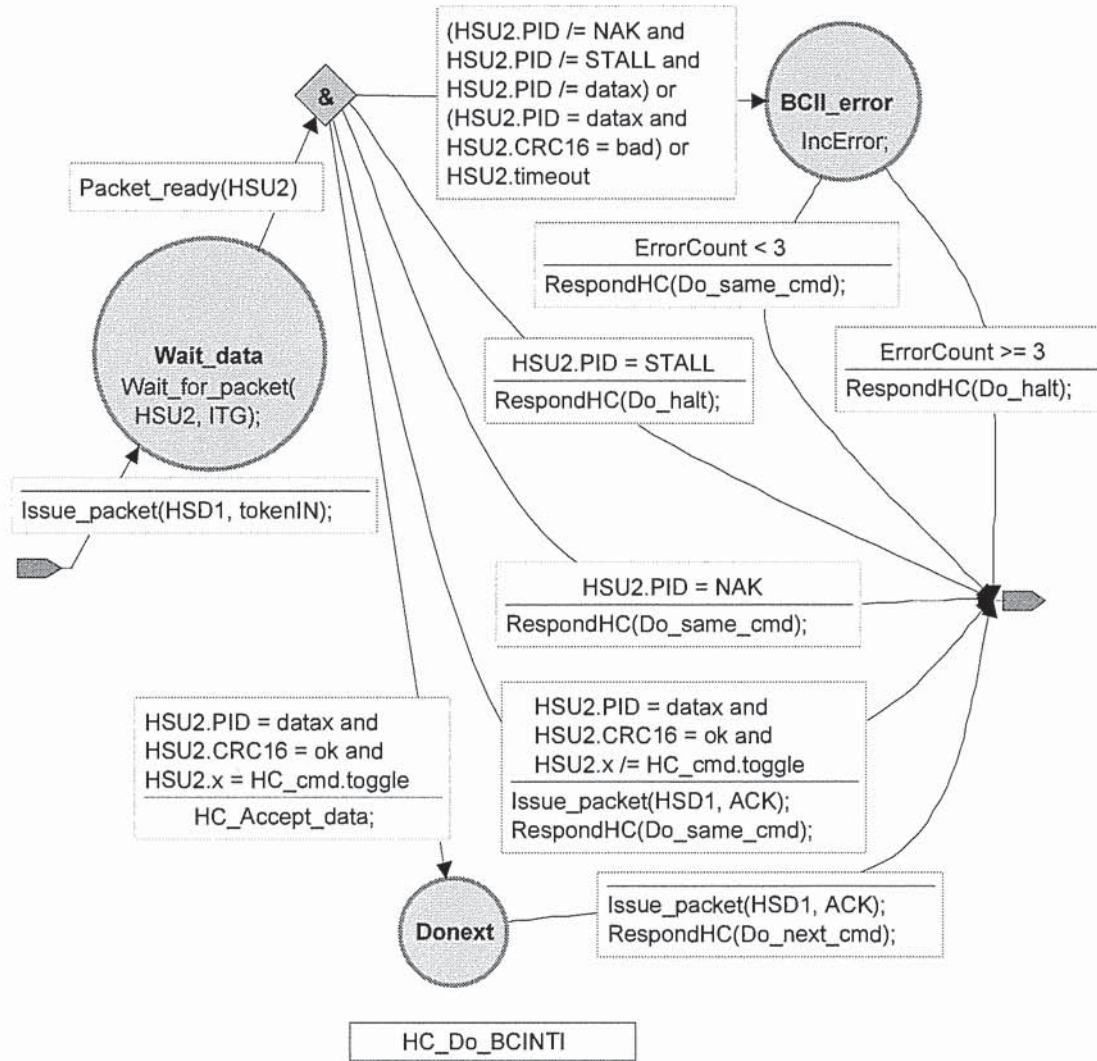 (HSU2.PID /= NAK and
HSU2.PID /= STALL and
HSU2.PID /= datax) or
(HSU2.PID = datax and
HSU2.CRC16 = bad) or
HSU2.timeout
&
BCII_error
IncError;
Packet_ready(HSU2)
ErrorCount < 3
RespondHC(Do_same_cmd);
Wait_data
Wait_for_packet(
HSU2, ITG);
HSU2.PID = STALL
RespondHC(Do_halt);
ErrorCount >= 3
RespondHC(Do_halt);
Issue_packet(HSD1, tokenIN);
HSU2.PID = NAK
RespondHC(Do_same_cmd);
HSU2.PID = datax and
HSU2.CRC16 = ok and
HSU2.x = HC_cmd.toggle
HC_Accept_data;
HSU2.PID = datax and
HSU2.CRC16 = ok and
HSU2.x /= HC_cmd.toggle
Issue_packet(HSD1, ACK);
RespondHC(Do_same_cmd);
Donext
Issue_packet(HSD1, ACK);
RespondHC(Do_next_cmd);
HC_Do_BCINTI